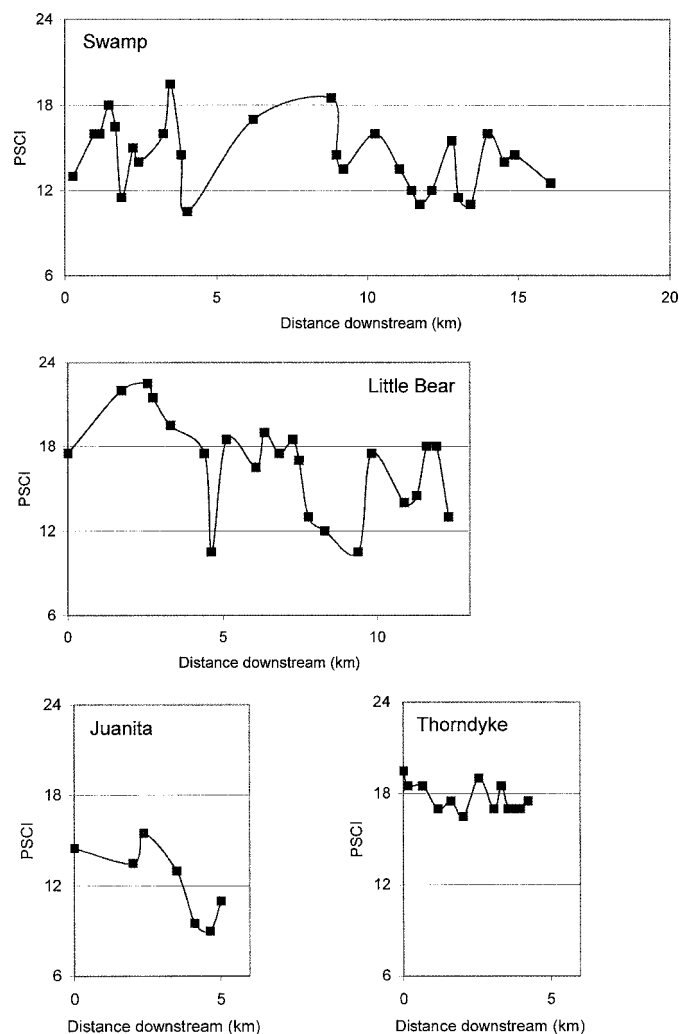 24
Swamp
18
PSCI
12
6
0 5 10 15 20
Distance downstream (km)
24
Little Bear
18
PSCI
12
6
0 5 10
Distance downstream (km)
24
Juanita
18
PSCI
12
6
0 5
Distance downstream (km)
24
Thorndyke
18
PSCI
12
6
0 5
Distance downstream (km)